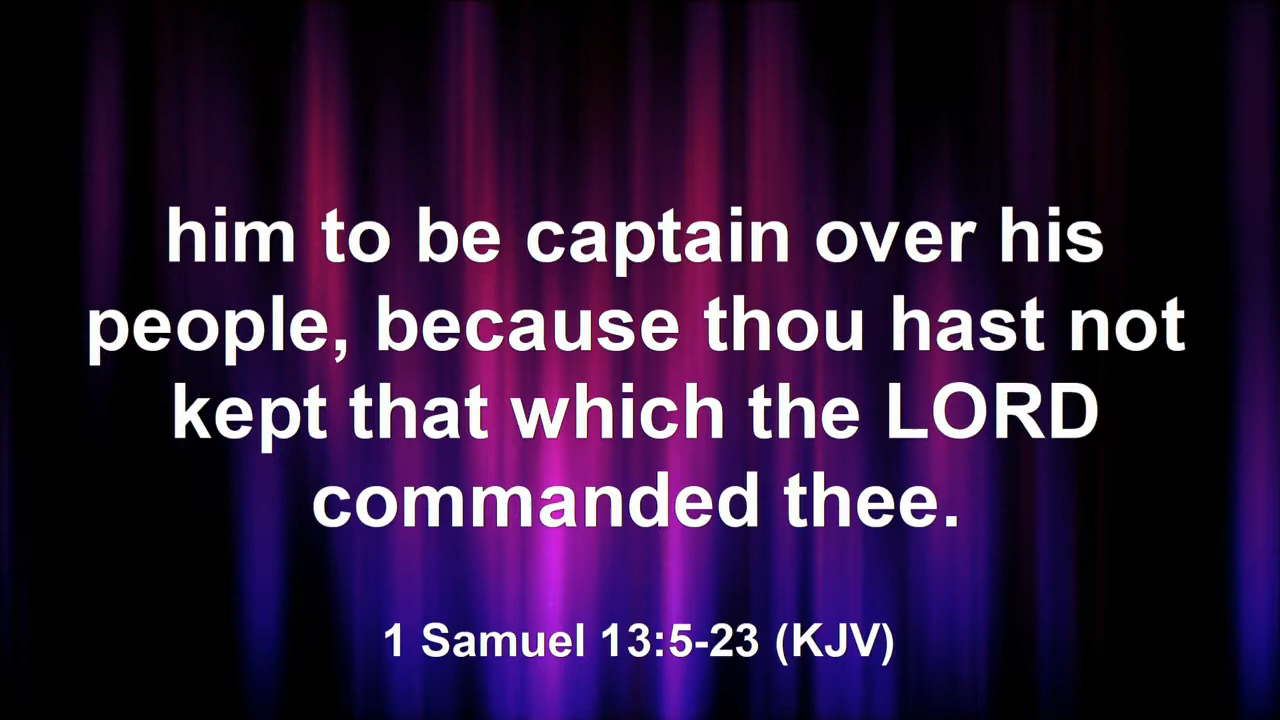 him to be captain over his
people, because thou hast not
kept that which the LORD
commanded thee.
1 Samuel 13:5-23 (KJV)